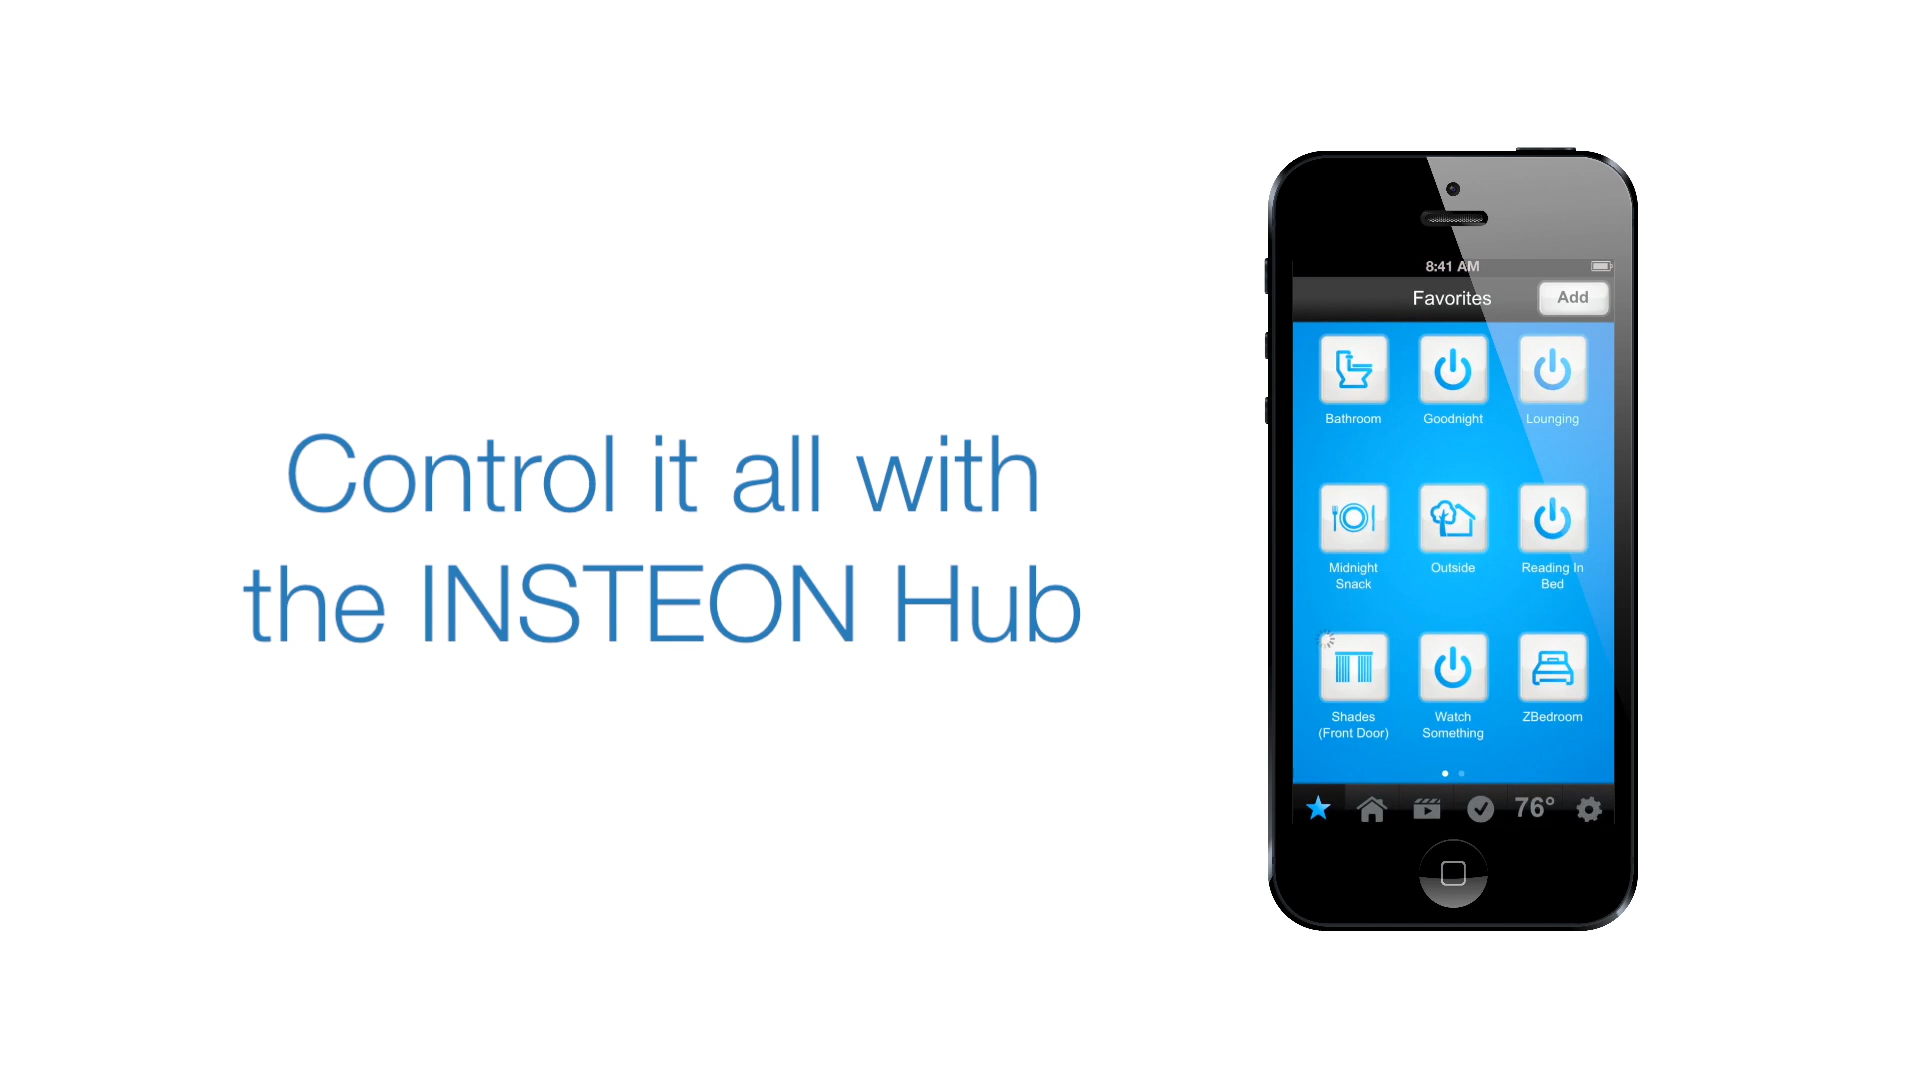 Control it all with
the INSTEON Hub
8:41 AM
Favorites
Add
Bathroom
Goodnight
Lounging
Midnight
Snack
Outside
Reading In
Bed
Shades
(Front Door)
Watch
Something
ZBedroom
76°